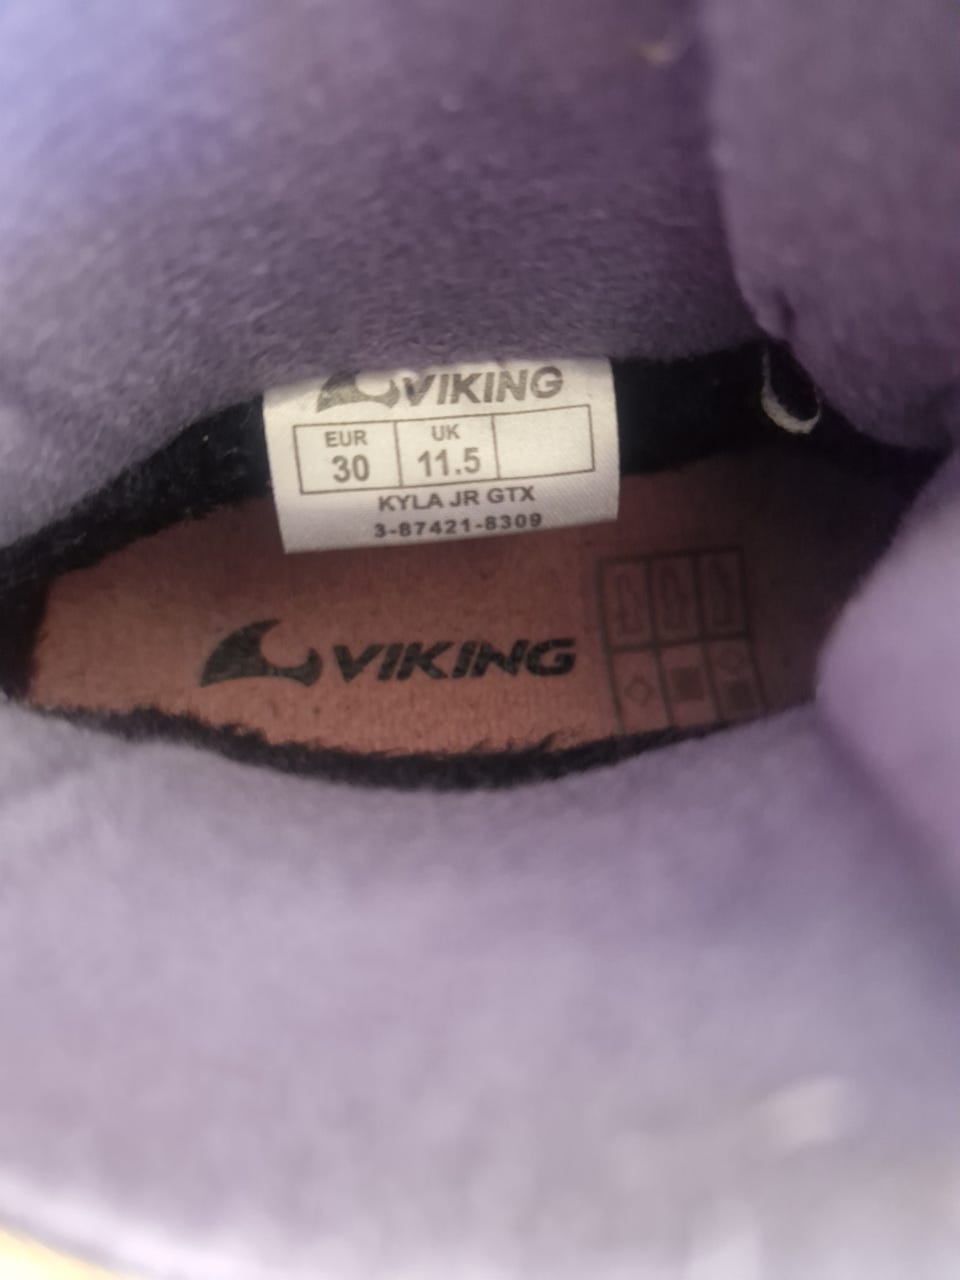 VIKING
EUR UK
30 11.5
KYLA JR GTX
3-87421-8309
VIKING